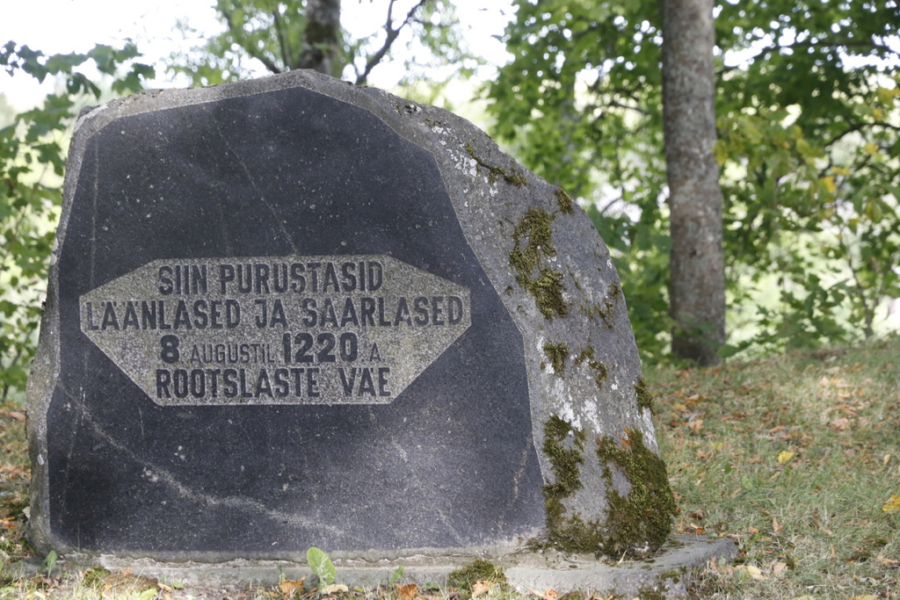 SIIN PURUSTASID
LÄÄNLASED JA SAARLASED
8. AUGUSTIL 1220 A.
ROOTSLASTE VÄE